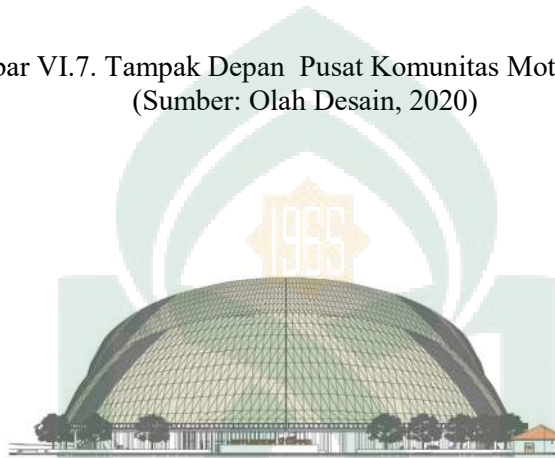 bar VI.7. Tampak Depan Pusat Komunitas Mot
(Sumber: Olah Desain, 2020)
1965